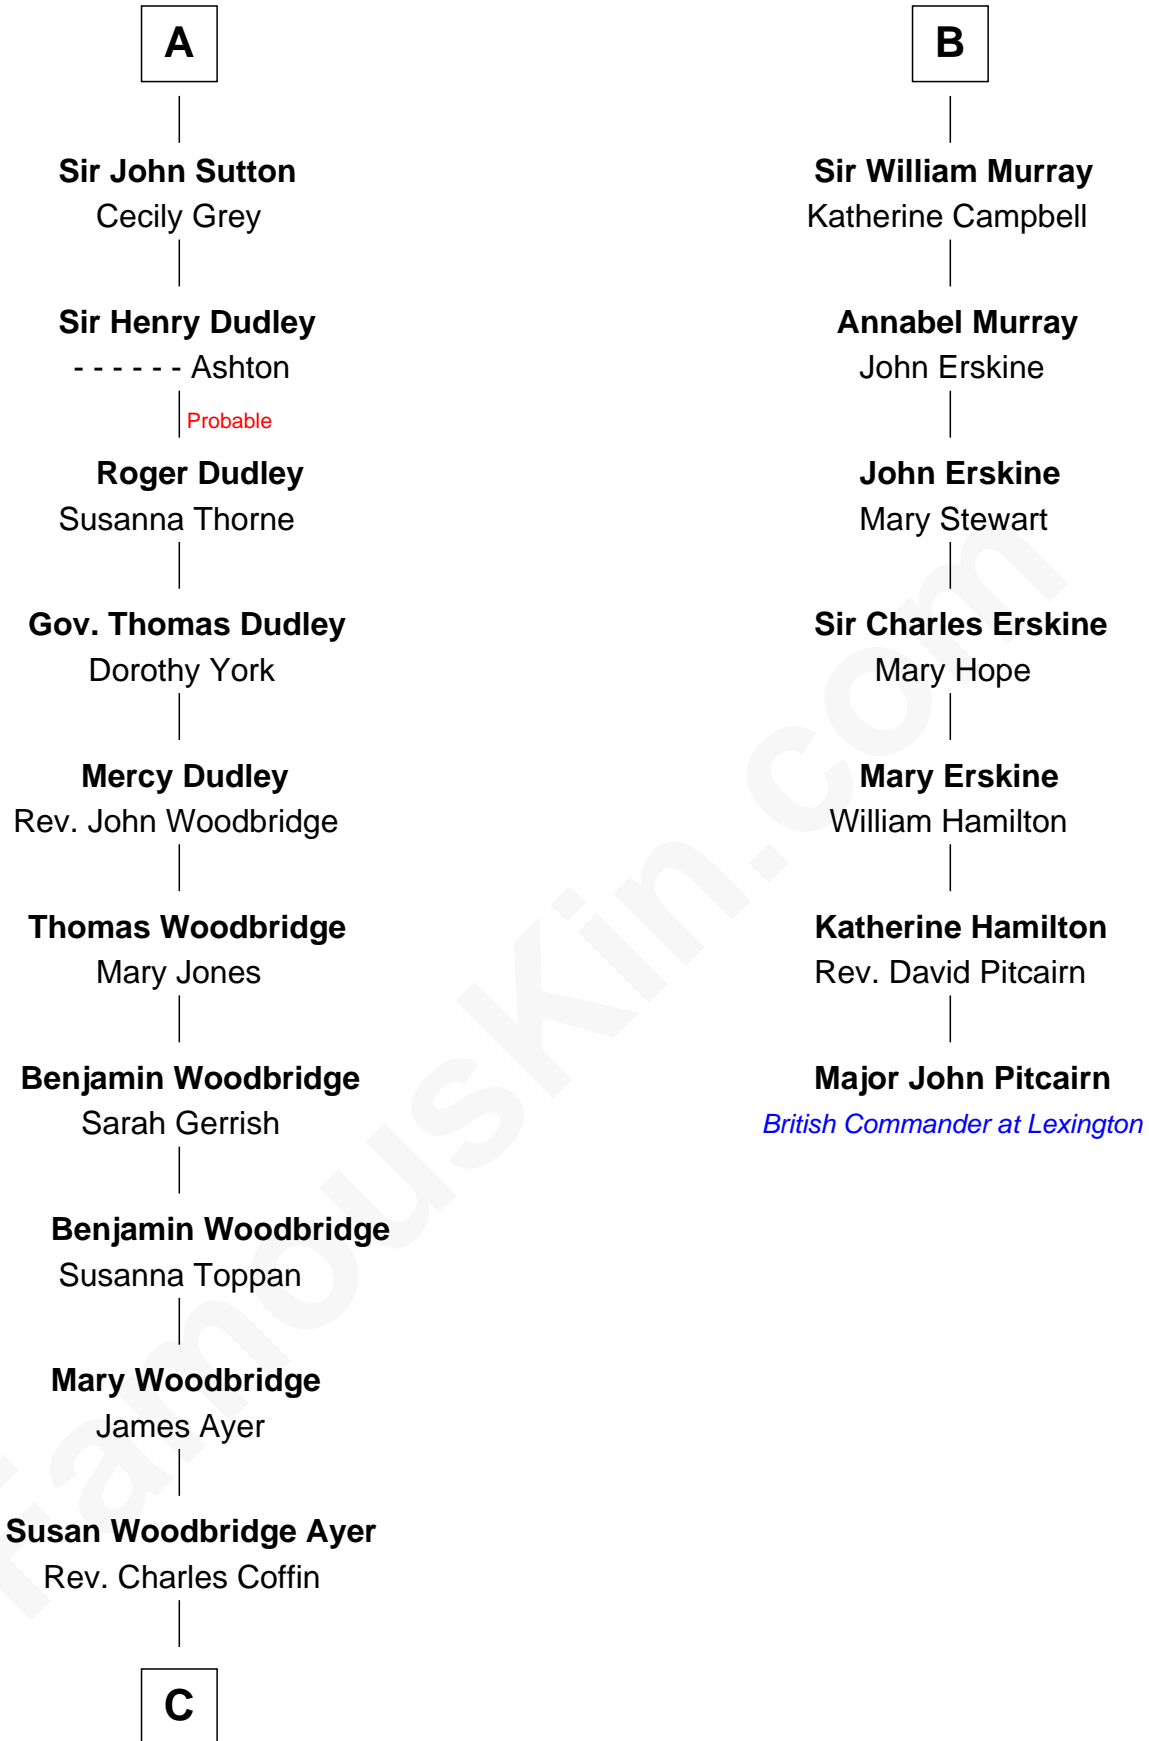 A
Sir John Sutton
Cecily Grey
Sir Henry Dudley
- - - - - - Ashton
Probable
Roger Dudley
Susanna Thorne
Gov. Thomas Dudley
Dorothy York
Mercy Dudley
Rev. John Woodbridge
Thomas Woodbridge
Mary Jones
Benjamin Woodbridge
Sarah Gerrish
Benjamin Woodbridge
Susanna Toppan
Mary Woodbridge
James Ayer
Susan Woodbridge Ayer
Rev. Charles Coffin
C
B
Sir William Murray
Katherine Campbell
Annabel Murray
John Erskine
John Erskine
Mary Stewart
Sir Charles Erskine
Mary Hope
Mary Erskine
William Hamilton
Katherine Hamilton
Rev. David Pitcairn
Major John Pitcairn
British Commander at Lexington
FamousKin.com